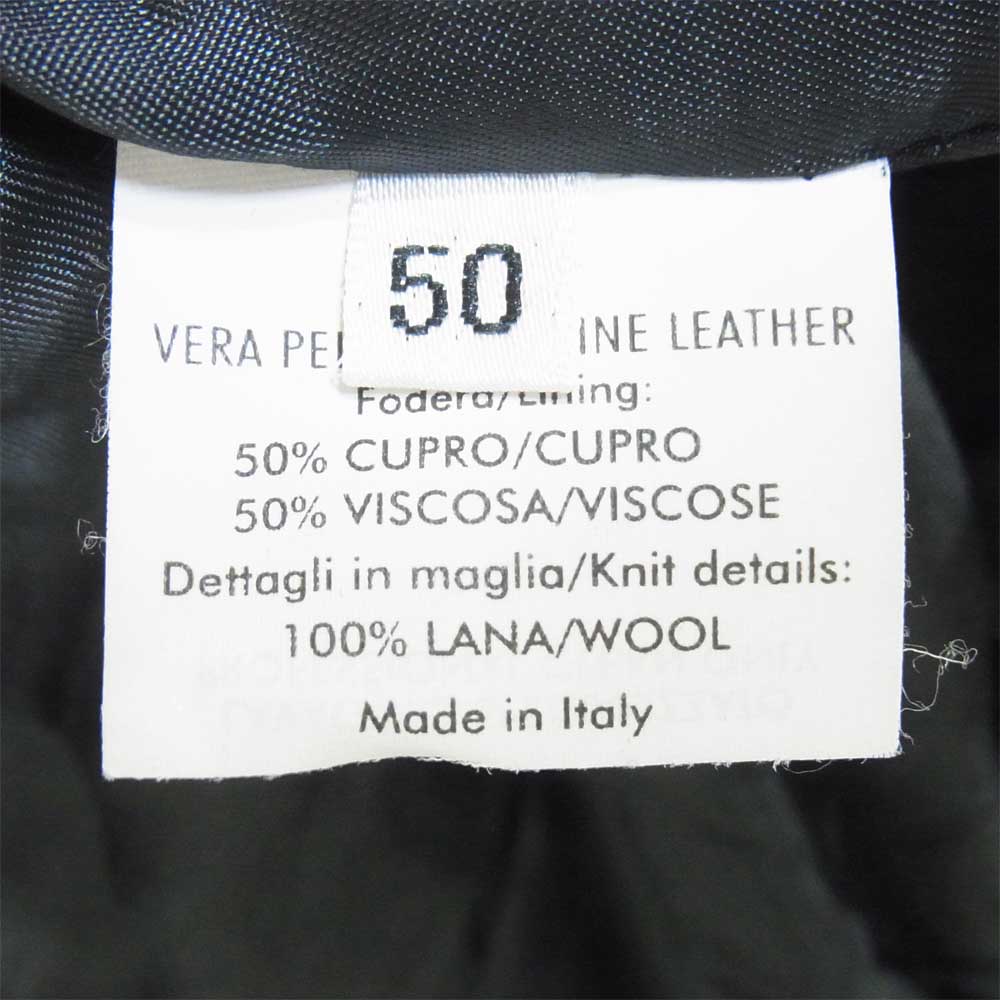 50
VERA INE LEATHER
Fodera/Lining:
50% CUPRO/CUPRO
50% VISCOSA/VISCOSE
Dettagli in maglia/Knit details:
100% LANA/WOOL
Made in Italy